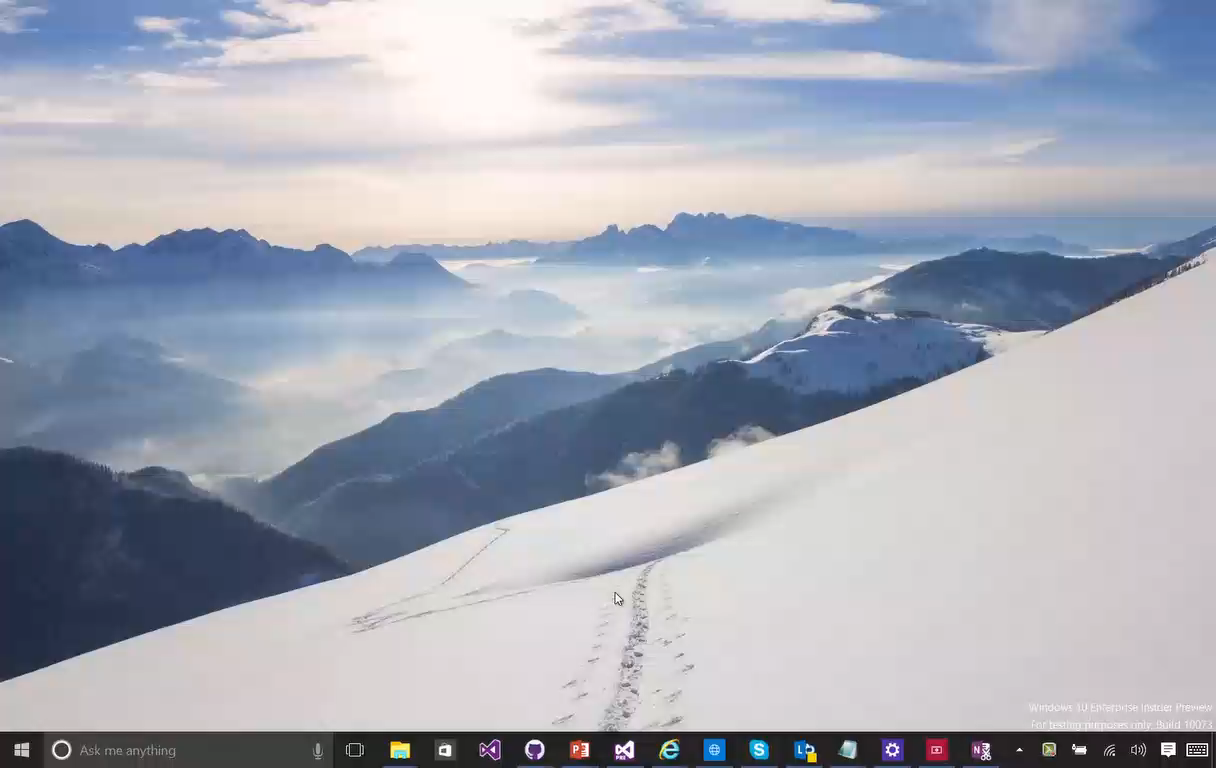 Windows 10 Enterprise Insider Preview
For testing purposes only. Build 10073
Ask me anything